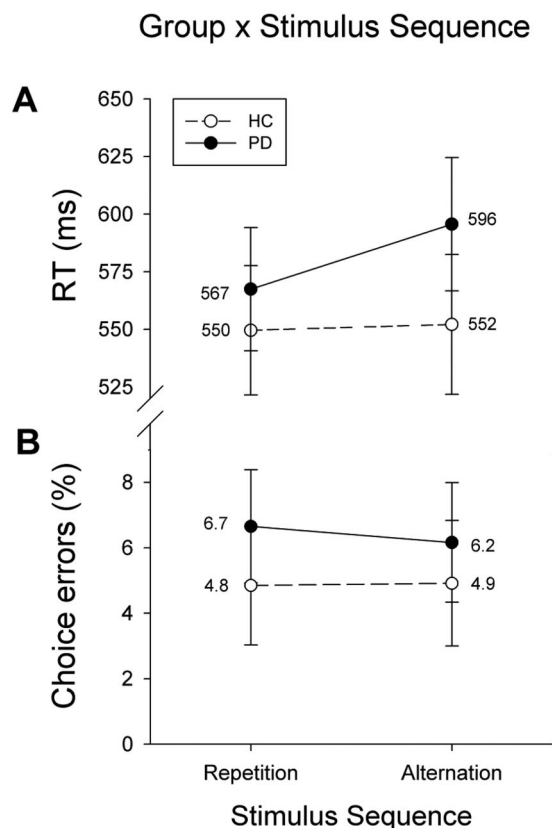 Group x Stimulus Sequence
A
RT (ms)
650
625
600
575
550
525
HC
PD
567
550
596
552
B
Choice errors (%)
8
6
4
2
0
6.7
4.8
6.2
4.9
Repetition
Alternation
Stimulus Sequence